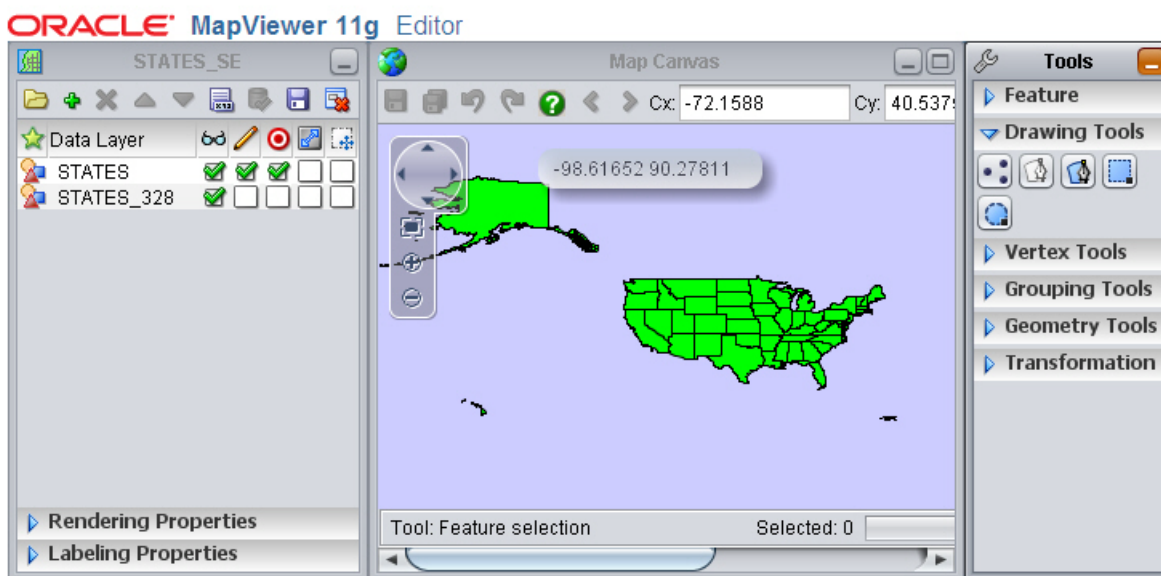 ORACLE MapViewer 11g Editor
STATES_SE
Data Layer
STATES
STATES_328
Rendering Properties
Labeling Properties
Map Canvas
Cx: -72.1588 Cy: 40.537
-98.61652 90.27811
Tool: Feature selection Selected: 0
Tools
Feature
Drawing Tools
Vertex Tools
Grouping Tools
Geometry Tools
Transformation